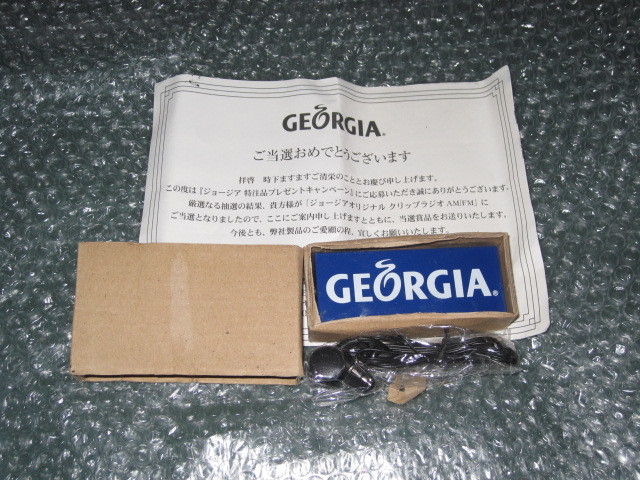 GEORGIA®
ご当選おめでとうございます
拝啓 時下ますますご清栄のこととお慶び申し上げます。
この度は『ジョージア 特注品プレゼントキャンペーン』にご応募いただき誠にありがとうございます。
厳選なる抽選の結果、貴方様が「ジョージアオリジナル クリップラジオ AM/FM」に
ご当選となりましたので、ここにご案内申し上げますとともに、当選賞品をお送りいたします。
今後とも、弊社製品のご愛顧の程、宜しくお願いいたします。
GEORGIA®